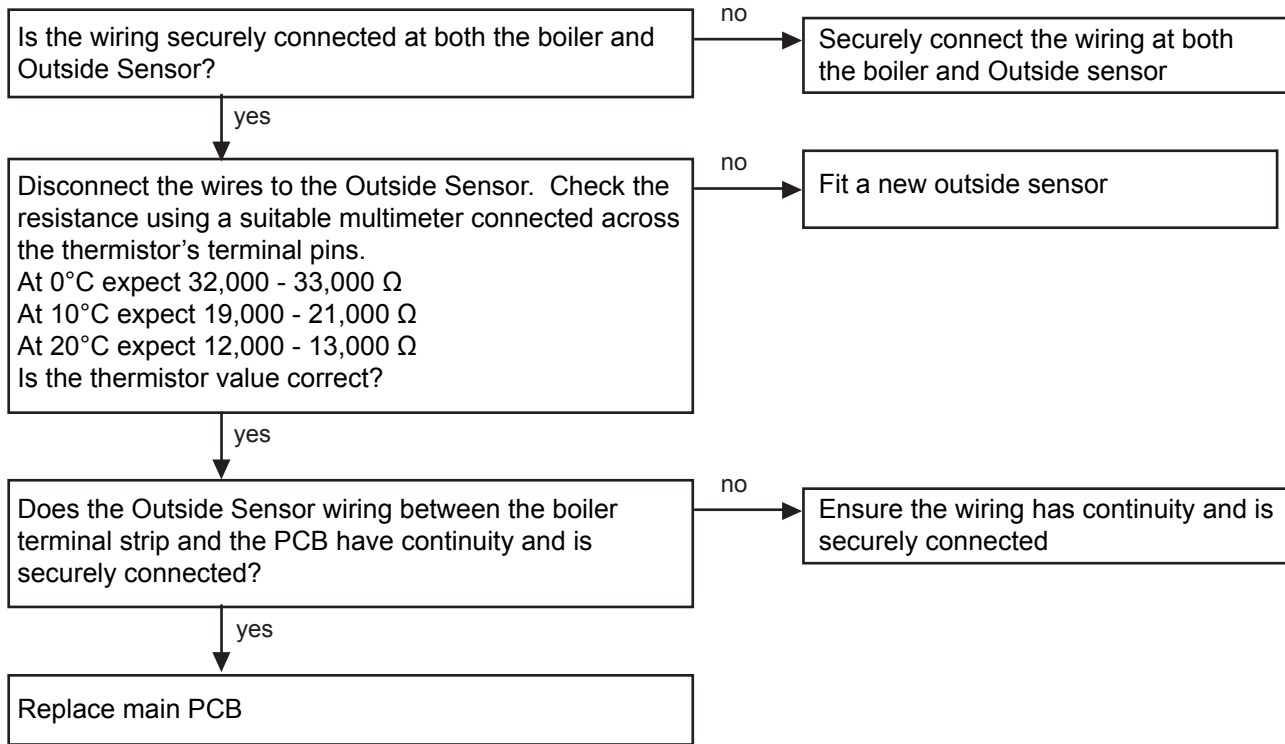 Is the wiring securely connected at both the boiler and
Outside Sensor?
no
Securely connect the wiring at both
the boiler and Outside sensor
yes
Disconnect the wires to the Outside Sensor.  Check the
resistance using a suitable multimeter connected across
the thermistor’s terminal pins.
At 0°C expect 32,000 - 33,000 Ω
At 10°C expect 19,000 - 21,000 Ω
At 20°C expect 12,000 - 13,000 Ω
Is the thermistor value correct?
no
Fit a new outside sensor
yes
Does the Outside Sensor wiring between the boiler
terminal strip and the PCB have continuity and is
securely connected?
no
Ensure the wiring has continuity and is
securely connected
yes
Replace main PCB